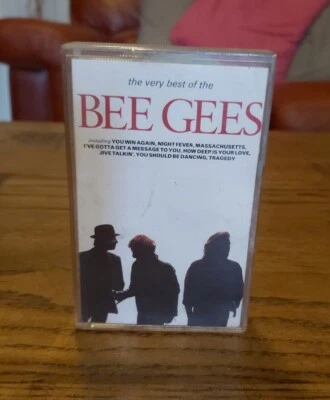 the very best of the
BEE GEES
including YOU WIN AGAIN, NIGHT FEVER, MASSACHUSETTS,
I'VE GOTTA GET A MESSAGE TO YOU, HOW DEEP IS YOUR LOVE,
JIVE TALKIN', YOU SHOULD BE DANCING, TRAGEDY